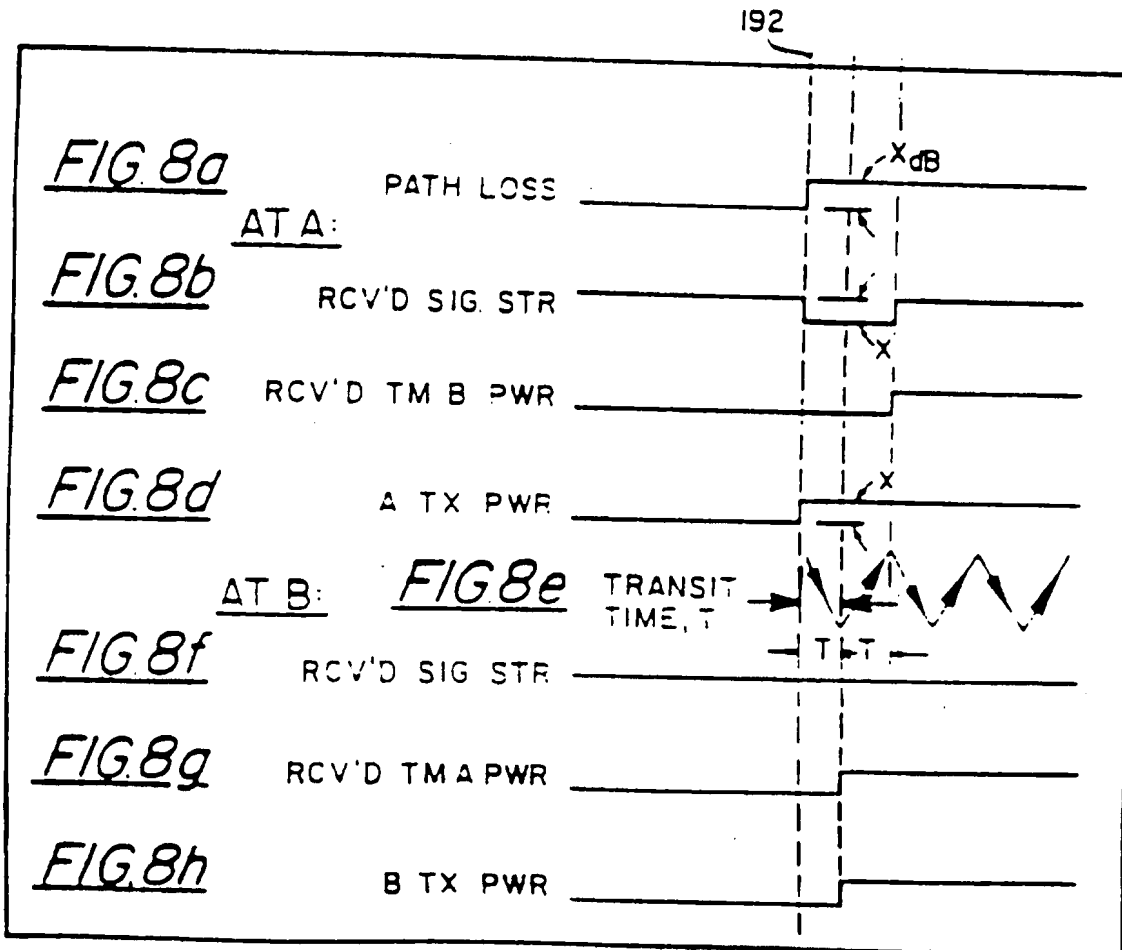 192
FIG. 8a
PATH LOSS
X dB
AT A:
FIG. 8b
RCV'D SIG. STR
X
FIG. 8c
RCV'D TM B PWR
FIG. 8d
A TX PWR
X
AT B:
FIG. 8e
TRANSIT
TIME, T
T T
FIG. 8f
RCV'D SIG STR
FIG. 8g
RCV'D TM A PWR
FIG. 8h
B TX PWR